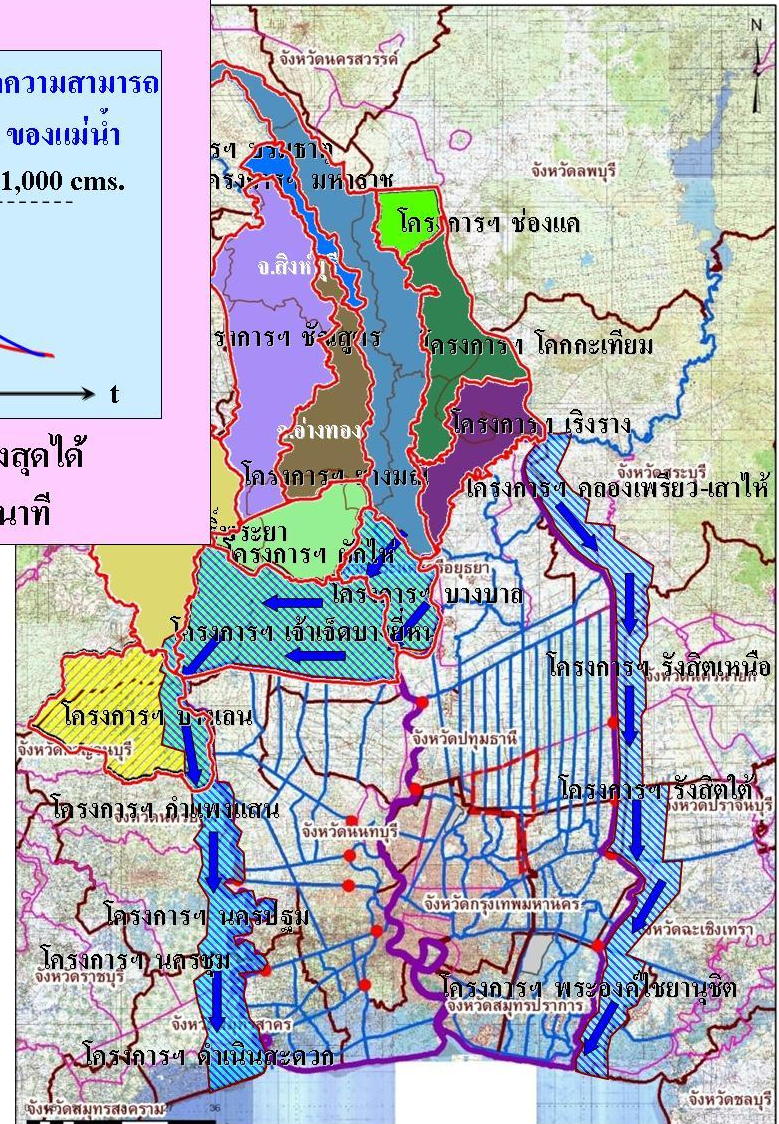 ความสามารถ
ของแม่น้ำ
1,000 cms.
t
งสุดได้
นาที
N
จังหวัดนครสวรรค์
จังหวัดลพบุรี
มหาราช
โครงการฯ ช่องแค
จ.สิงห์บุรี
โครงการฯ โคกกะเทียม
จ.อ่างทอง
โครงการฯ เริงราง
โครงการฯ ยางมณี
โครงการฯ คลองเพรียว-เสาไห้
โครงการฯ ผักไห่
โครงการฯ บางบาล
โครงการฯ เจ้าเจ็ดบางยี่หน
โครงการฯ รังสิตเหนือ
โครงการฯ บางเลน
จังหวัดปทุมธานี
โครงการฯ รังสิตใต้
โครงการฯ กำแพงแสน
จังหวัดนนทบุรี
จังหวัดกรุงเทพมหานคร
โครงการฯ นครปฐม
จังหวัดฉะเชิงเทรา
โครงการฯ นครชุม
จังหวัดราชบุรี
โครงการฯ พระองค์ไชยานุชิต
จังหวัดสมุทรปราการ
โครงการฯ ดำเนินสะดวก
จังหวัดสมุทรสงคราม
36
จังหวัดชลบุรี